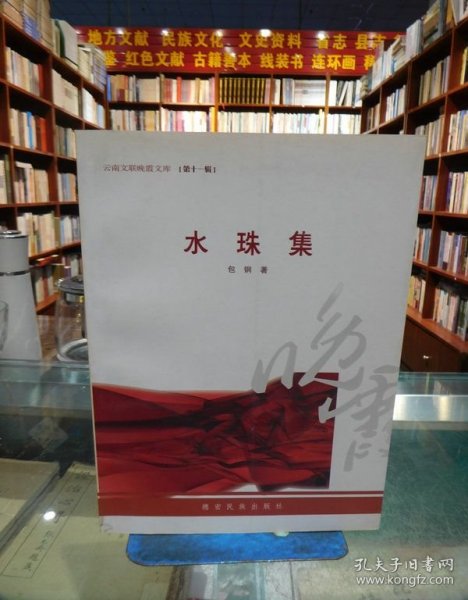 地方文献 民族文化 文史资料 省志 县志
鉴 红色文献 古籍善本 线装书 连环画
云南文联晚霞文库 [第十一辑]
水珠集
包钢 著
晚霞
德宏民族出版社
孔夫子旧书网
www.kongfz.com